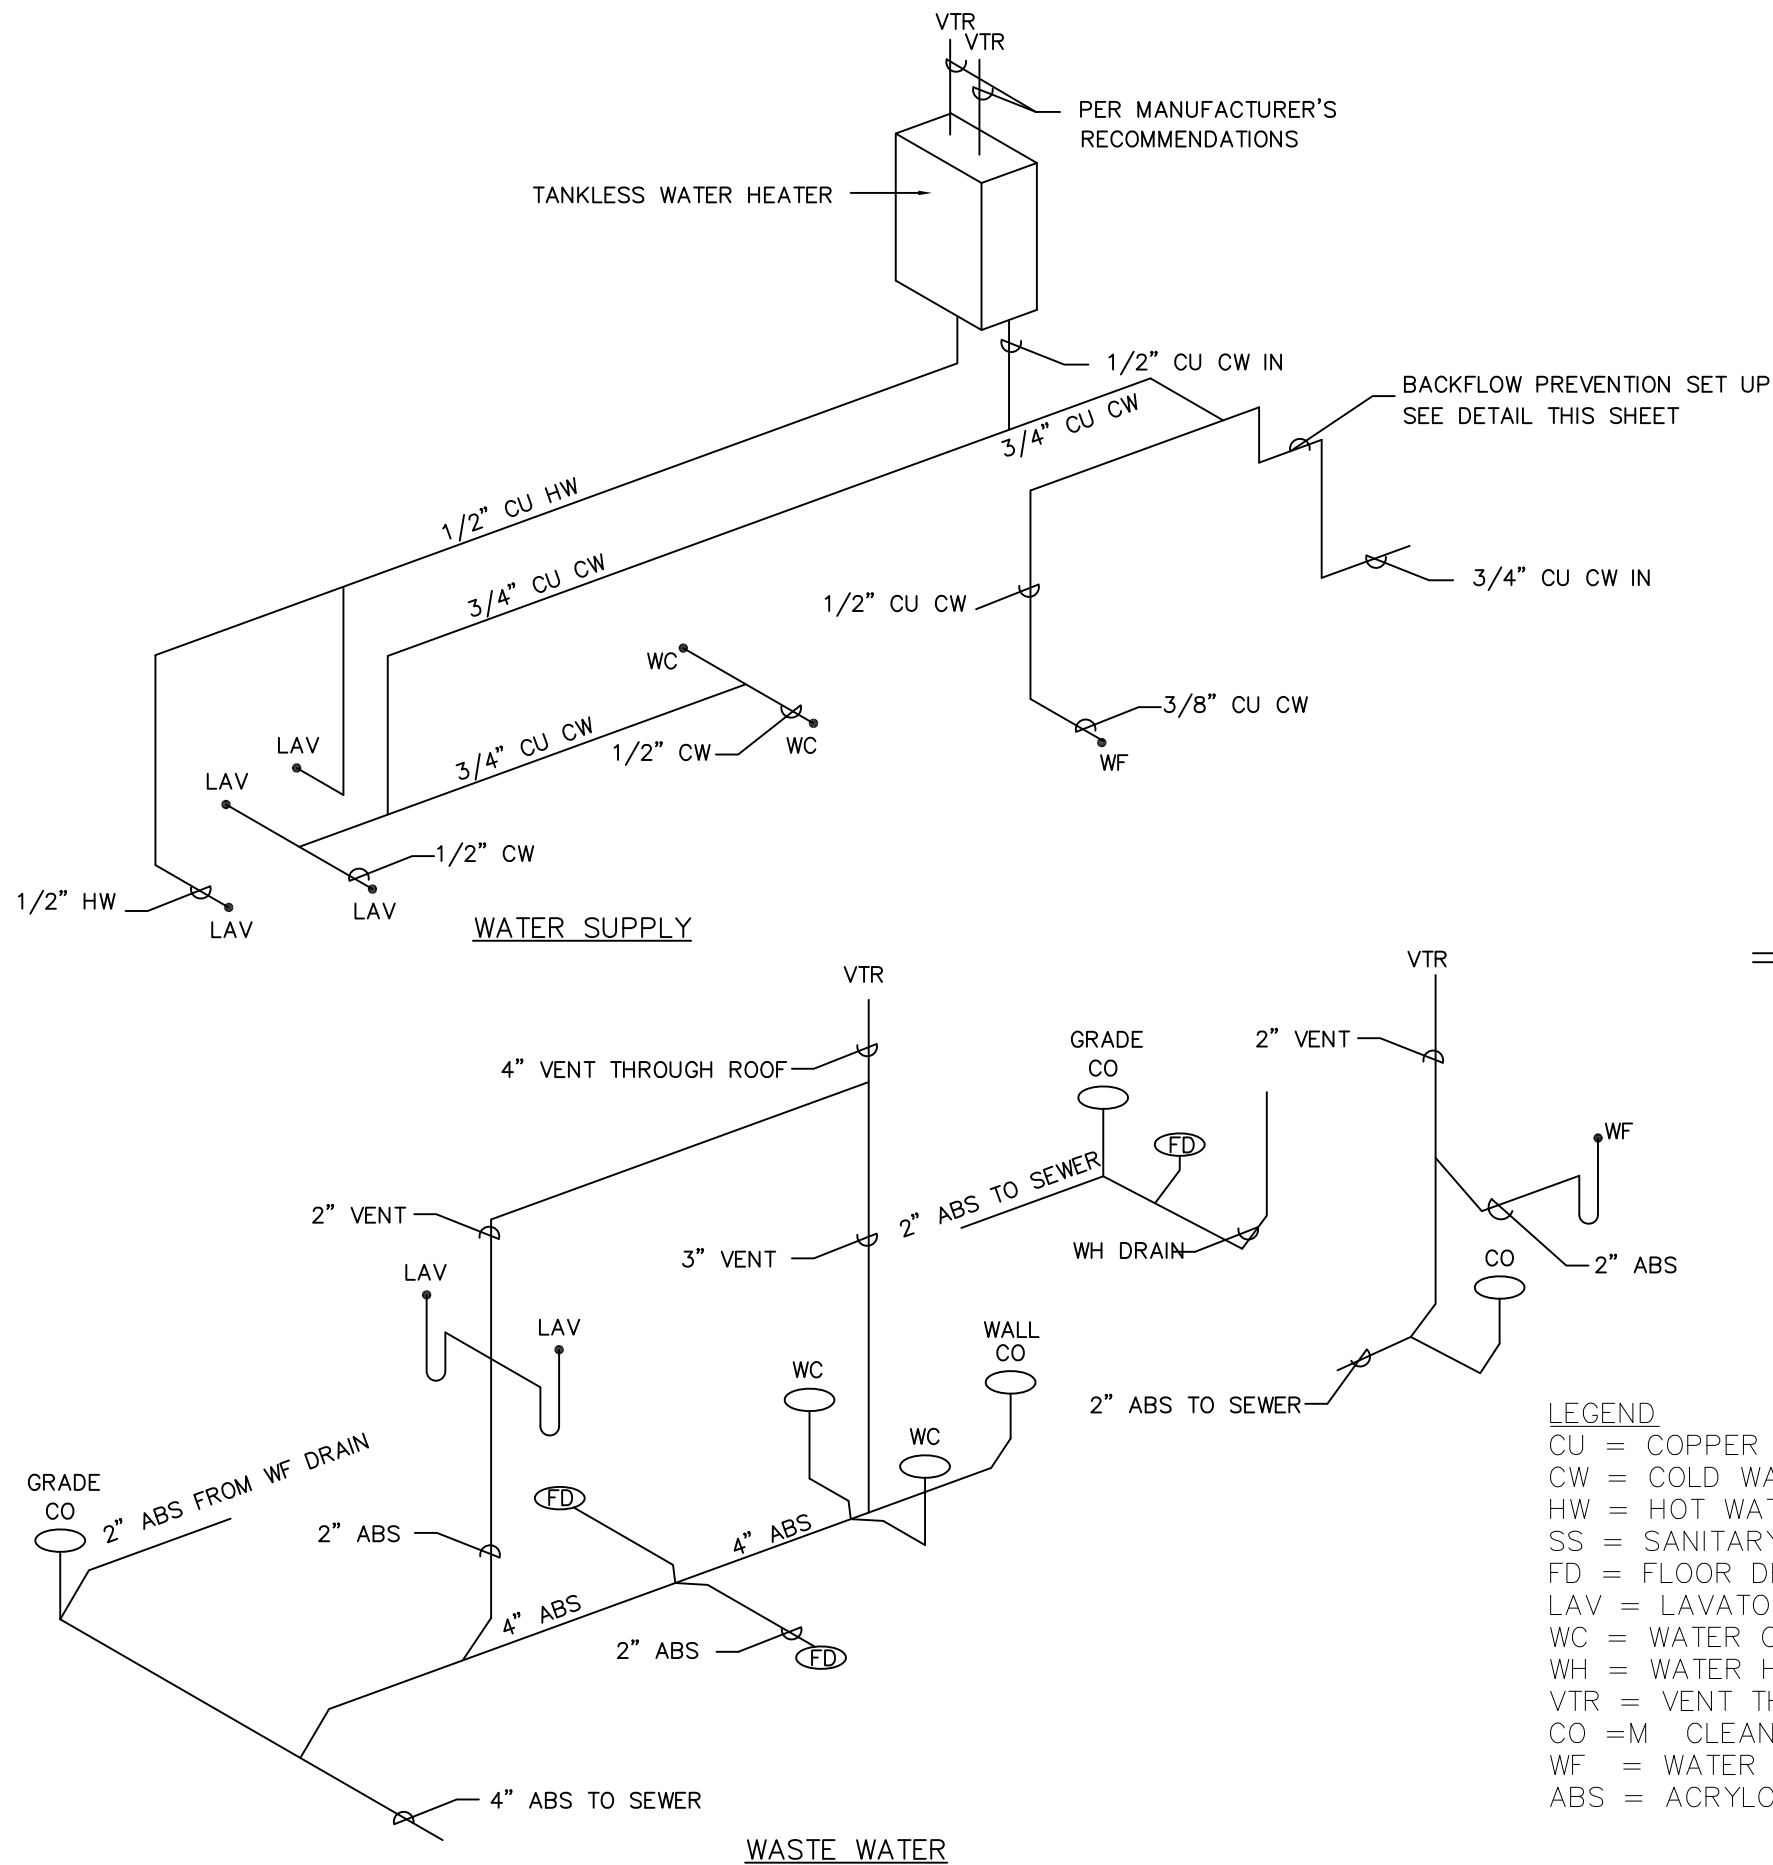 VTR
VTR
PER MANUFACTURER'S
RECOMMENDATIONS
TANKLESS WATER HEATER
1/2" CU CW IN
BACKFLOW PREVENTION SET UP
SEE DETAIL THIS SHEET
3/4" CU CW
1/2" CU HW
3/4" CU CW
3/4" CU CW IN
1/2" CU CW
WC
3/8" CU CW
3/4" CU CW
1/2" CW
WC
WF
LAV
LAV
1/2" CW
1/2" HW
LAV
LAV
WATER SUPPLY
=
VTR
VTR
4" VENT THROUGH ROOF
GRADE
CO
2" VENT
FD
WF
2" ABS TO SEWER
2" VENT
3" VENT
WH DRAIN
CO
2" ABS
LAV
LAV
WALL
CO
WC
2" ABS TO SEWER
WC
GRADE
CO
2" ABS FROM WF DRAIN
FD
2" ABS
4" ABS
4" ABS
2" ABS
FD
4" ABS TO SEWER
WASTE WATER
LEGEND
CU = COPPER
CW = COLD WA
HW = HOT WAT
SS = SANITARY
FD = FLOOR D
LAV = LAVATO
WC = WATER
WH = WATER H
VTR = VENT TH
CO =M CLEAN
WF = WATER
ABS = ACRYLO